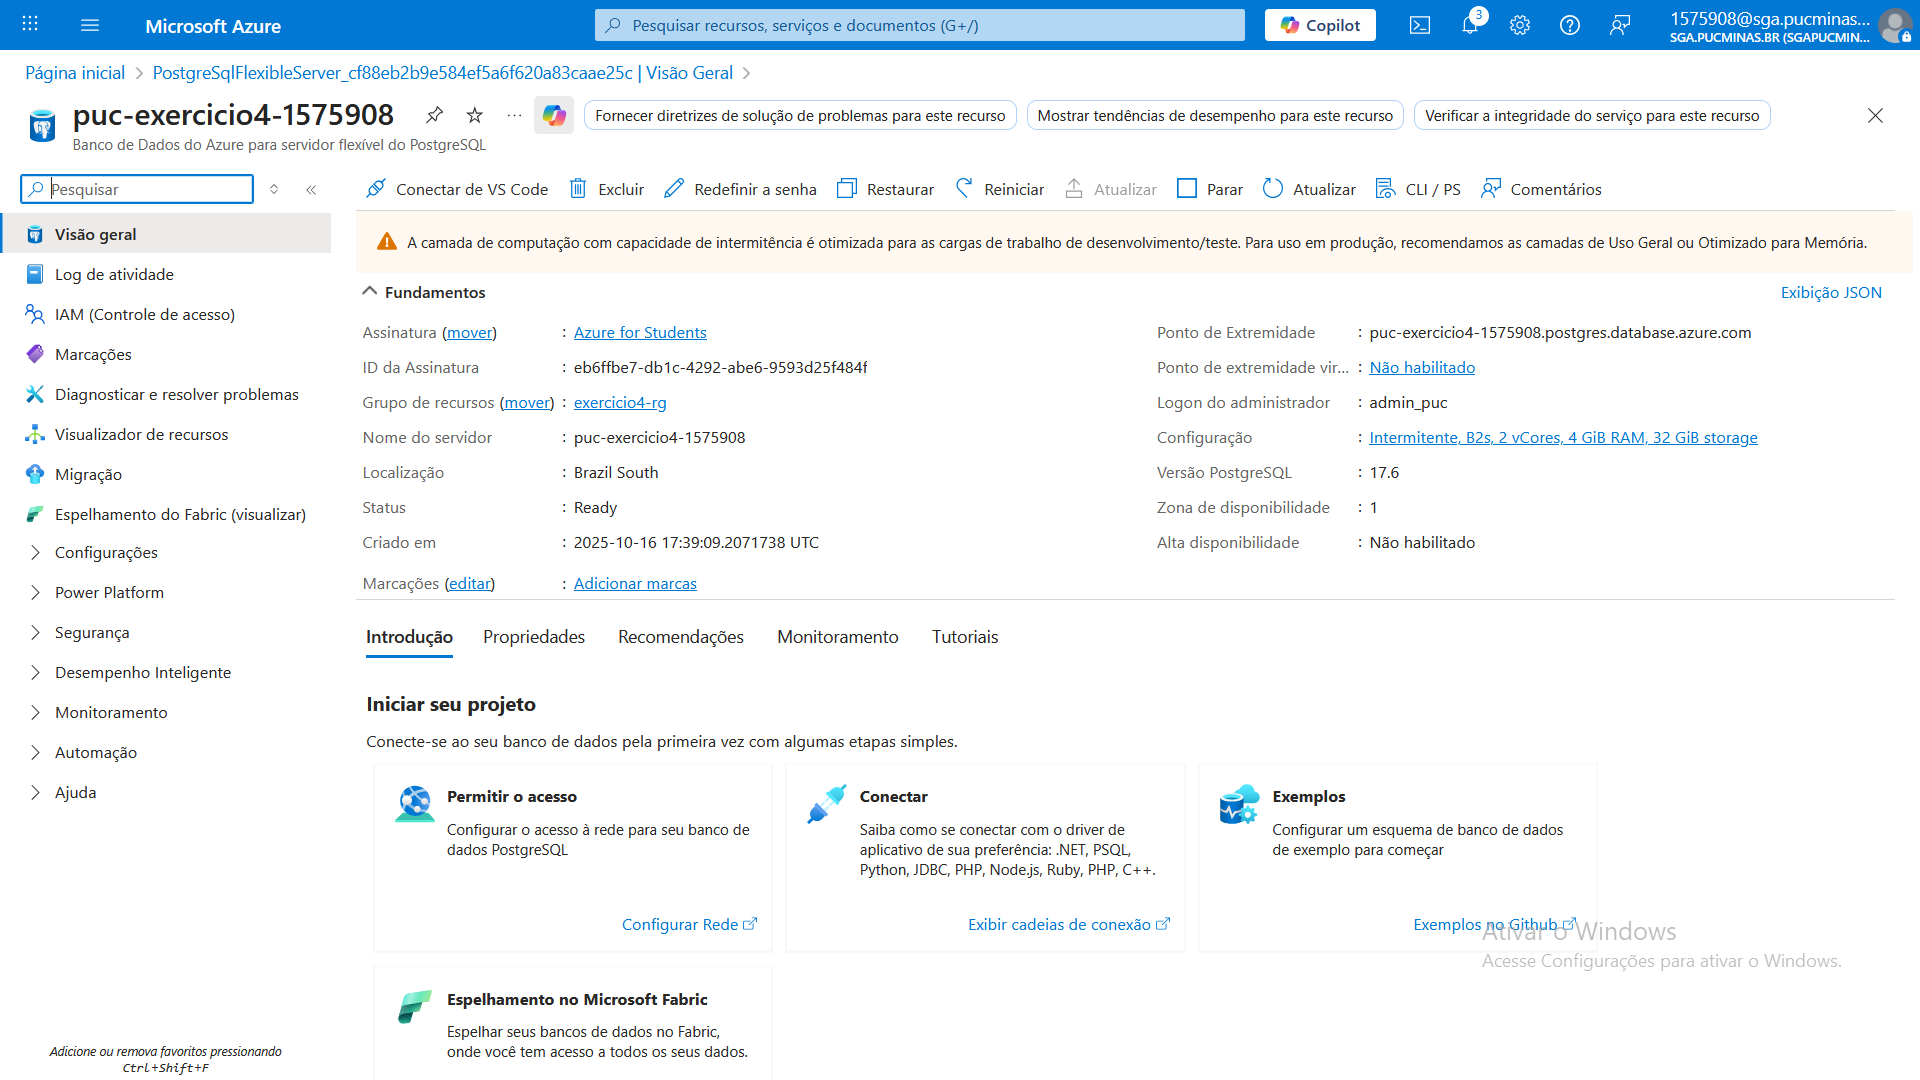 Microsoft Azure
Pesquisar recursos, serviços e documentos (G+/)
Copilot
3
1575908@sga.pucminas...
SGA.PUCMINAS.BR (SGAPUCMIN...
Página inicial
PostgreSqlFlexibleServer_cf88eb2b9e584ef5a6f620a83caae25c | Visão Geral
puc-exercicio4-1575908
...
Fornecer diretrizes de solução de problemas para este recurso
Mostrar tendências de desempenho para este recurso
Verificar a integridade do serviço para este recurso
Banco de Dados do Azure para servidor flexível do PostgreSQL
Pesquisar
Conectar de VS Code
Excluir
Redefinir a senha
Restaurar
Reiniciar
Atualizar
Parar
Atualizar
CLI / PS
Comentários
Visão geral
Log de atividade
IAM (Controle de acesso)
Marcações
Diagnosticar e resolver problemas
Visualizador de recursos
Migração
Espelhamento do Fabric (visualizar)
Configurações
Power Platform
Segurança
Desempenho Inteligente
Monitoramento
Automação
Ajuda
Adicione ou remova favoritos pressionando
Ctrl+Shift+F
A camada de computação com capacidade de intermitência é otimizada para as cargas de trabalho de desenvolvimento/teste. Para uso em produção, recomendamos as camadas de Uso Geral ou Otimizado para Memória.
Fundamentos
Exibição JSON
Assinatura (mover) : Azure for Students
ID da Assinatura : eb6ffbe7-db1c-4292-abe6-9593d25f484f
Grupo de recursos (mover) : exercicio4-rg
Nome do servidor : puc-exercicio4-1575908
Localização : Brazil South
Status : Ready
Criado em : 2025-10-16 17:39:09.2071738 UTC
Marcações (editar) : Adicionar marcas
Ponto de Extremidade : puc-exercicio4-1575908.postgres.database.azure.com
Ponto de extremidade vir... : Não habilitado
Logon do administrador : admin_puc
Configuração : Intermitente, B2s, 2 vCores, 4 GiB RAM, 32 GiB storage
Versão PostgreSQL : 17.6
Zona de disponibilidade : 1
Alta disponibilidade : Não habilitado
Introdução
Propriedades
Recomendações
Monitoramento
Tutoriais
Iniciar seu projeto
Conecte-se ao seu banco de dados pela primeira vez com algumas etapas simples.
Permitir o acesso
Configurar o acesso à rede para seu banco de
dados PostgreSQL
Configurar Rede
Conectar
Saiba como se conectar com o driver de
aplicativo de sua preferência: .NET, PSQL,
Python, JDBC, PHP, Node.js, Ruby, PHP, C++.
Exibir cadeias de conexão
Exemplos
Configurar um esquema de banco de dados
de exemplo para começar
Exemplos no Github
Espelhamento no Microsoft Fabric
Espelhar seus bancos de dados no Fabric,
onde você tem acesso a todos os seus dados.
Ativar o Windows
Acesse Configurações para ativar o Windows.